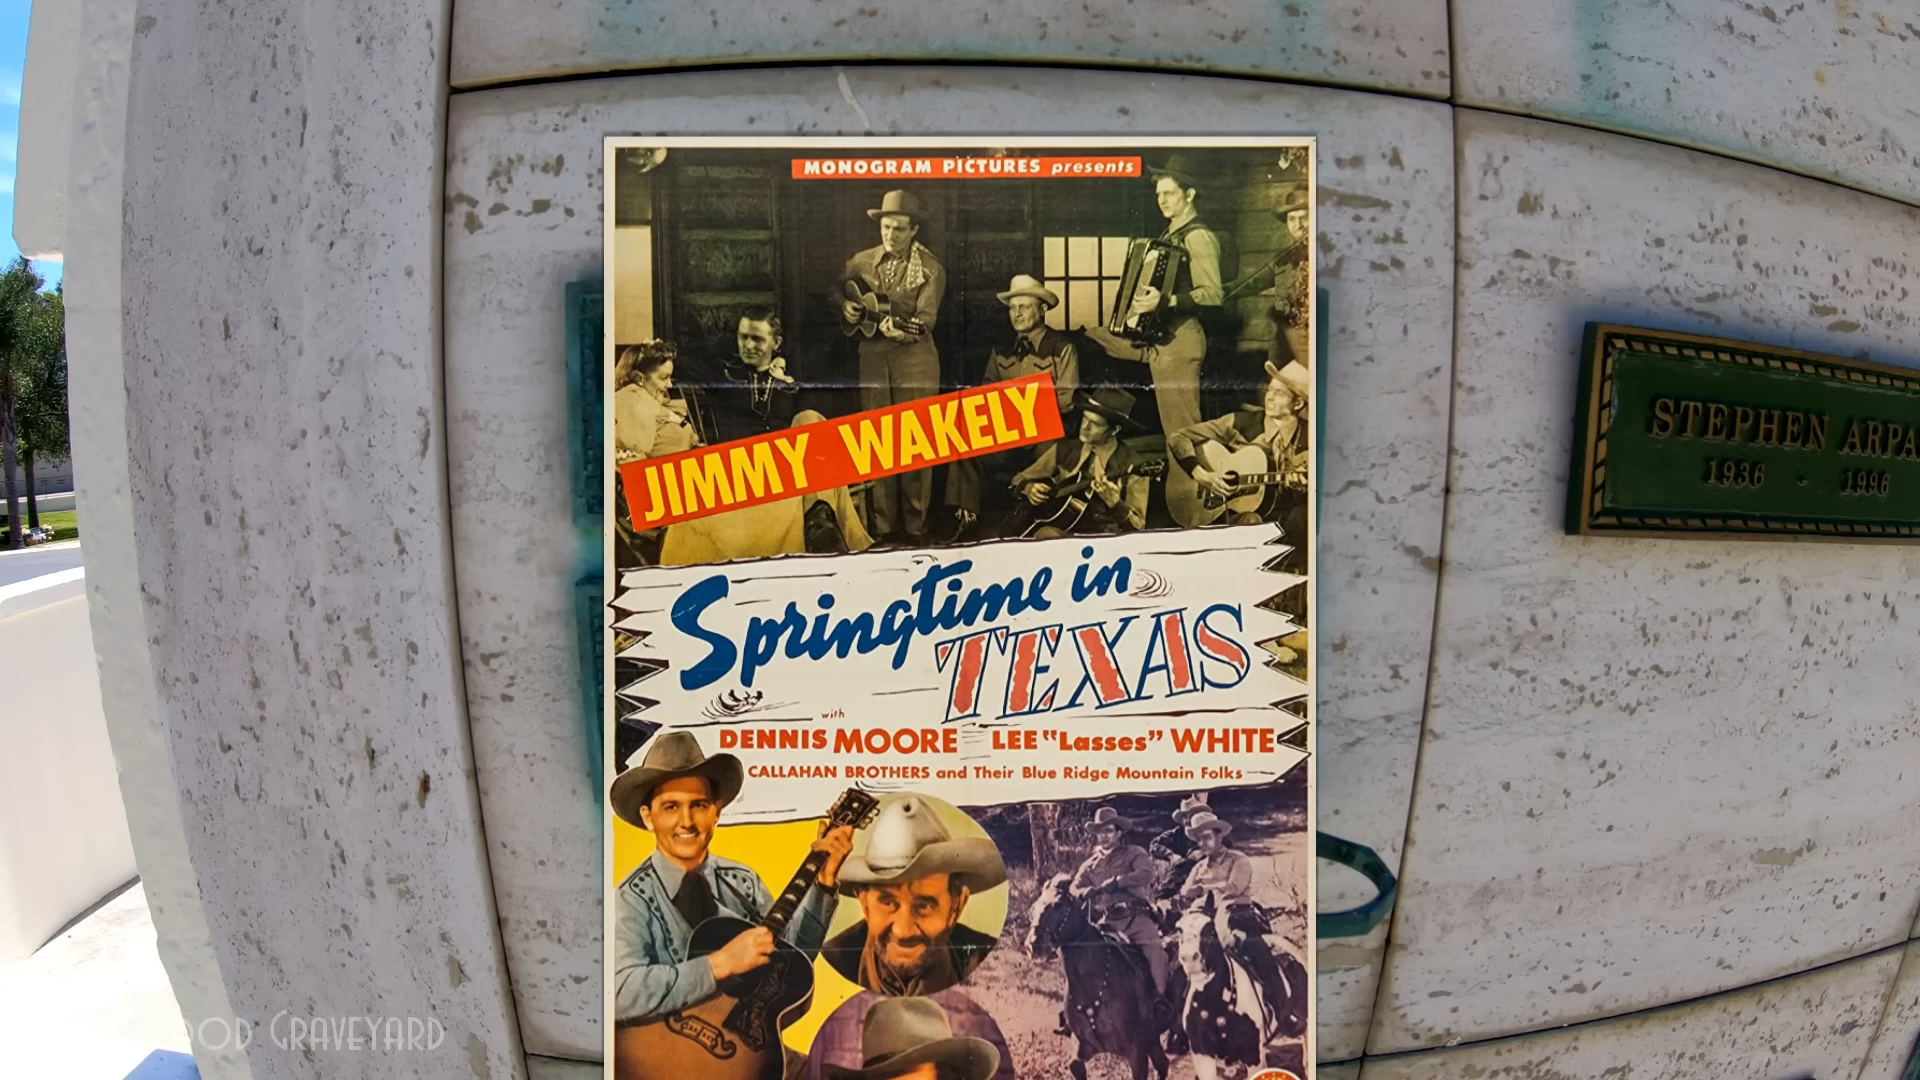 MONOGRAM PICTURES presents
JIMMY WAKELY
Springtime in
TEXAS
with
DENNIS MOORE LEE "Lasses" WHITE
CALLAHAN BROTHERS and Their Blue Ridge Mountain Folks
STEPHEN ARPA
1936 · 1996
OOD GRAVEYARD